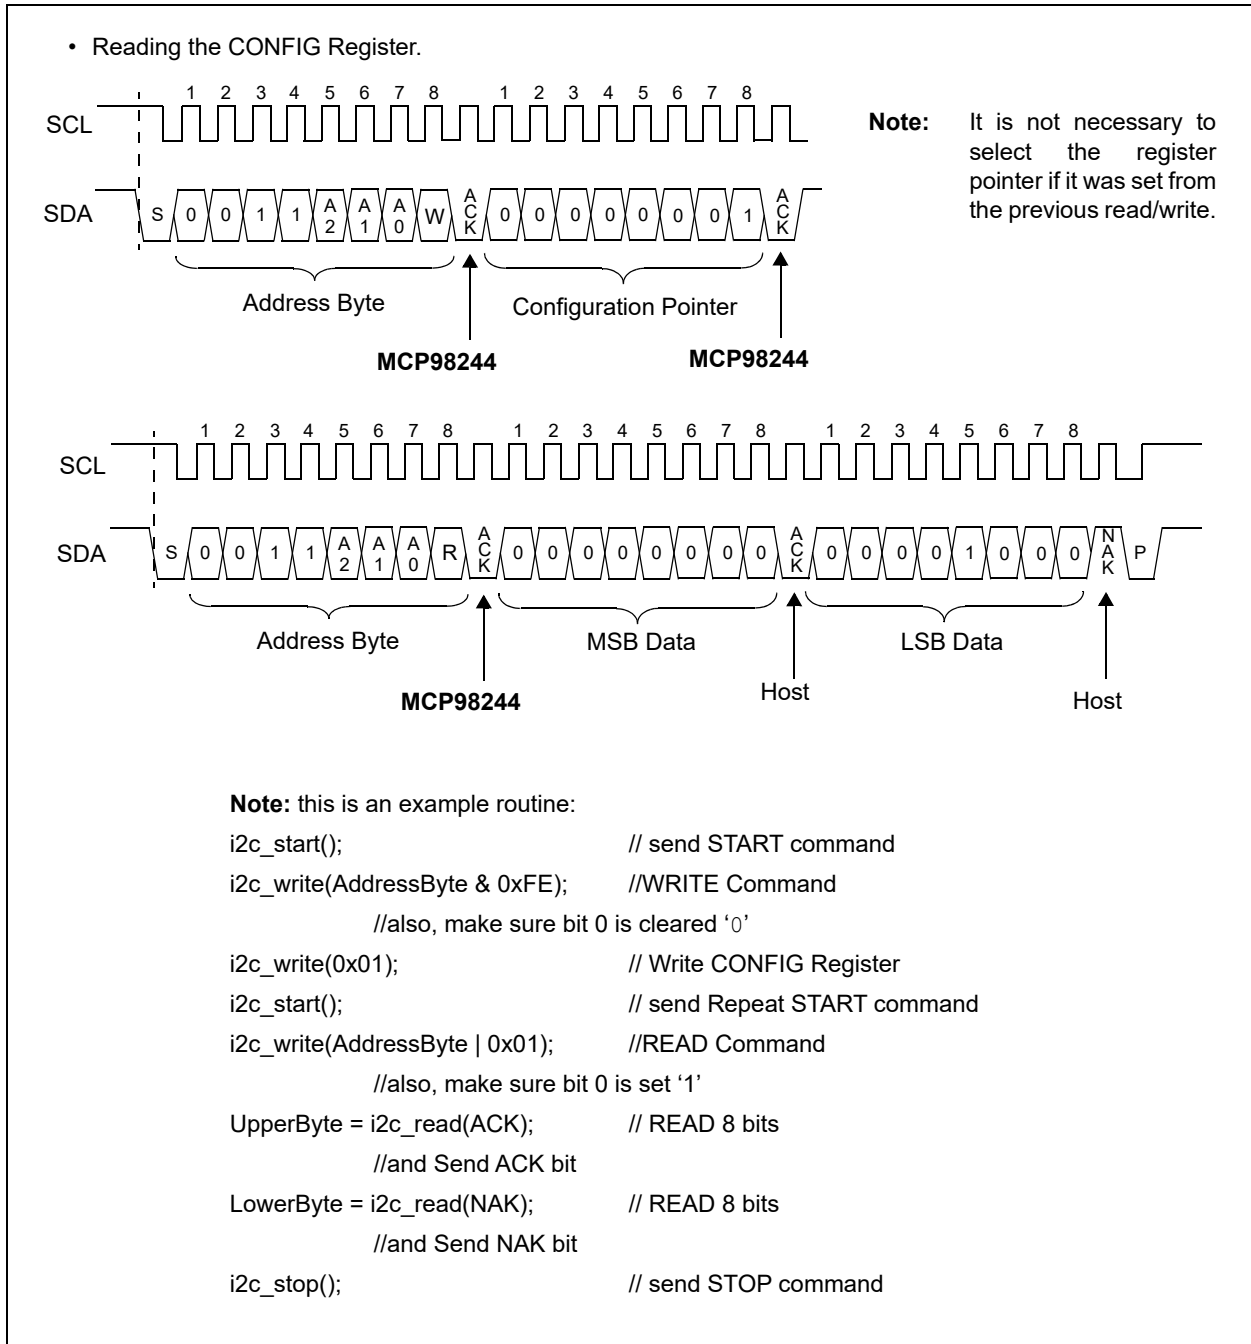 • Reading the CONFIG Register.
1 2 3 4 5 6 7 8 1 2 3 4 5 6 7 8
SCL
Note: It is not necessary to
select the register
pointer if it was set from
the previous read/write.
SDA S 0 0 1 1 A2 A1 A0 W ACK 0 0 0 0 0 0 0 1 ACK
Address Byte Configuration Pointer
MCP98244 MCP98244
1 2 3 4 5 6 7 8 1 2 3 4 5 6 7 8 1 2 3 4 5 6 7 8
SCL
SDA S 0 0 1 1 A2 A1 A0 R ACK 0 0 0 0 0 0 0 0 ACK 0 0 0 0 1 0 0 0 NAK P
Address Byte MSB Data LSB Data
MCP98244 Host Host
Note: this is an example routine:
i2c_start(); // send START command
i2c_write(AddressByte & 0xFE); //WRITE Command
//also, make sure bit 0 is cleared ‘0’
i2c_write(0x01); // Write CONFIG Register
i2c_start(); // send Repeat START command
i2c_write(AddressByte | 0x01); //READ Command
//also, make sure bit 0 is set ‘1’
UpperByte = i2c_read(ACK); // READ 8 bits
//and Send ACK bit
LowerByte = i2c_read(NAK); // READ 8 bits
//and Send NAK bit
i2c_stop(); // send STOP command